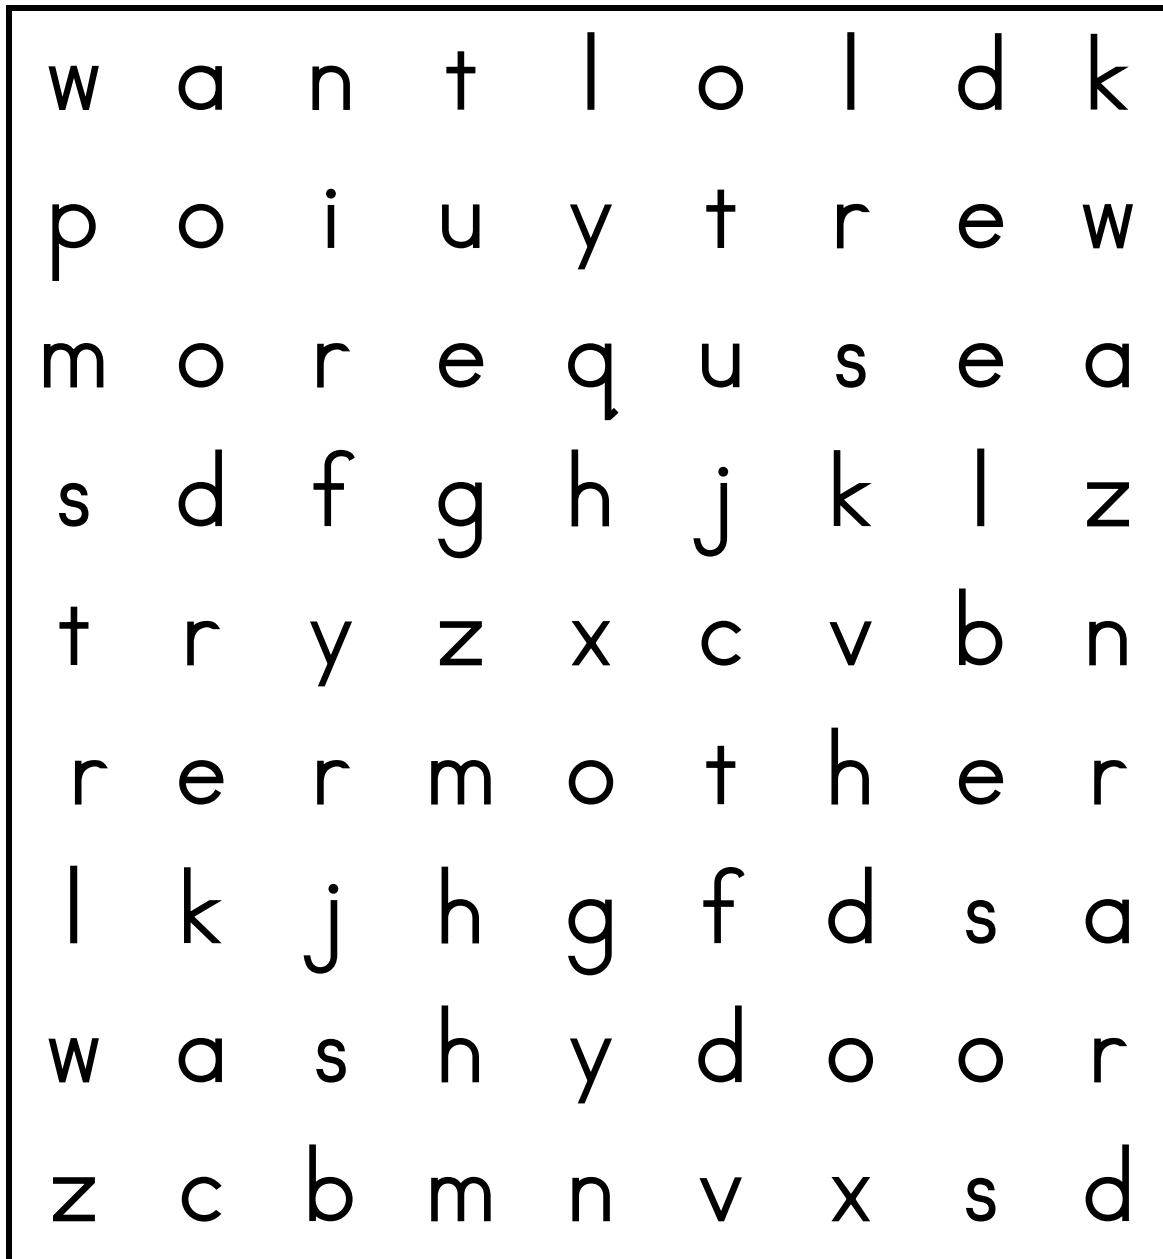 w a n t l o l d k
p o i u y t r e w
m o r e q u s e a
s d f g h j k l z
t r y z x c v b n
r e r m o t h e r
l k j h g f d s a
w a s h y d o o r
z c b m n v x s d